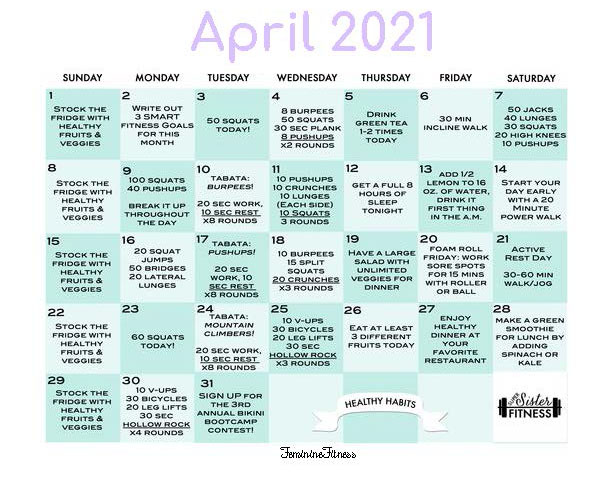 April 2021
SUNDAY MONDAY TUESDAY WEDNESDAY THURSDAY FRIDAY SATURDAY
1
STOCK THE
FRIDGE WITH
HEALTHY
FRUITS &
VEGGIES
2
WRITE OUT
3 SMART
FITNESS GOALS
FOR THIS
MONTH
3
50 SQUATS
TODAY!
4
8 BURPEES
50 SQUATS
30 SEC PLANK
8 PUSHUPS
X2 ROUNDS
5
DRINK
GREEN TEA
1-2 TIMES
TODAY
6
30 MIN
INCLINE WALK
7
50 JACKS
40 LUNGES
30 SQUATS
20 HIGH KNEES
10 PUSHUPS
8
STOCK THE
FRIDGE WITH
HEALTHY
FRUITS &
VEGGIES
9
100 SQUATS
40 PUSHUPS
BREAK IT UP
THROUGHOUT
THE DAY
10
TABATA:
BURPEES!
20 SEC WORK,
10 SEC REST
X8 ROUNDS
11
10 PUSHUPS
10 CRUNCHES
10 LUNGES
(EACH SIDE)
10 SQUATS
3 ROUNDS
12
GET A FULL 8
HOURS OF
SLEEP
TONIGHT
13
ADD 1/2
LEMON TO 16
OZ. OF WATER,
DRINK IT
FIRST THING
IN THE A.M.
14
START YOUR
DAY EARLY
WITH A 20
MINUTE
POWER WALK
15
STOCK THE
FRIDGE WITH
HEALTHY
FRUITS &
VEGGIES
16
20 SQUAT
JUMPS
50 BRIDGES
20 LATERAL
LUNGES
17
TABATA:
PUSHUPS!
20 SEC
WORK, 10
SEC REST
X8 ROUNDS
18
10 BURPEES
15 SPLIT
SQUATS
20 CRUNCHES
X3 ROUNDS
19
HAVE A LARGE
SALAD WITH
UNLIMITED
VEGGIES FOR
DINNER
20
FOAM ROLL
FRIDAY: WORK
SORE SPOTS
FOR 15 MINS
WITH ROLLER
OR BALL
21
ACTIVE
REST DAY
30-60 MIN
WALK/JOG
22
STOCK THE
FRIDGE WITH
HEALTHY
FRUITS &
VEGGIES
23
60 SQUATS
TODAY!
24
TABATA:
MOUNTAIN
CLIMBERS!
20 SEC WORK,
10 SEC REST
X8 ROUNDS
25
10 V-UPS
30 BICYCLES
20 LEG LIFTS
30 SEC
HOLLOW ROCK
X3 ROUNDS
26
EAT AT LEAST
3 DIFFERENT
FRUITS TODAY
27
ENJOY
HEALTHY
DINNER AT
YOUR
FAVORITE
RESTAURANT
28
MAKE A GREEN
SMOOTHIE
FOR LUNCH BY
ADDING
SPINACH OR
KALE
29
STOCK THE
FRIDGE WITH
HEALTHY
FRUITS &
VEGGIES
30
10 V-UPS
30 BICYCLES
20 LEG LIFTS
30 SEC
HOLLOW ROCK
X4 ROUNDS
31
SIGN UP FOR
THE 3RD
ANNUAL BIKINI
BOOTCAMP
CONTEST!
HEALTHY HABITS
Sister
FITNESS
FeminineFitness